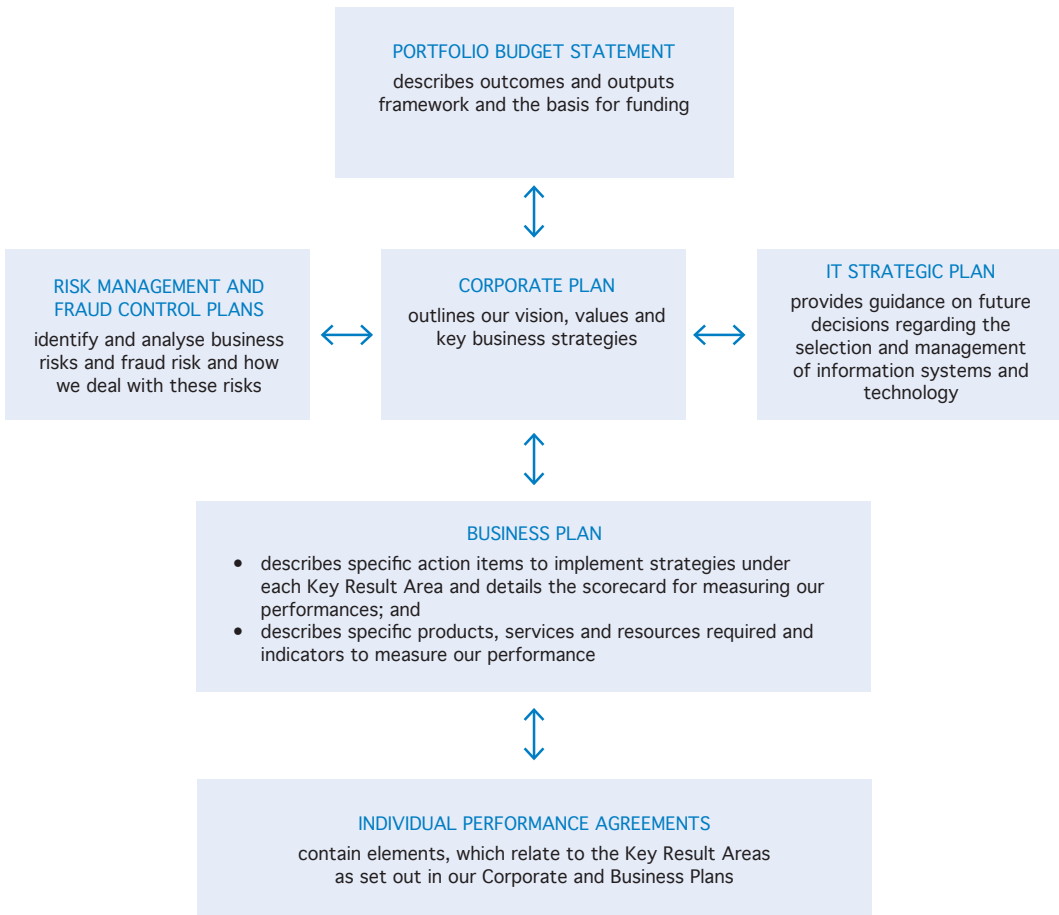 PORTFOLIO BUDGET STATEMENT
describes outcomes and outputs
framework and the basis for funding
RISK MANAGEMENT AND
FRAUD CONTROL PLANS
identify and analyse business
risks and fraud risk and how
we deal with these risks
CORPORATE PLAN
outlines our vision, values and
key business strategies
IT STRATEGIC PLAN
provides guidance on future
decisions regarding the
selection and management
of information systems and
technology
BUSINESS PLAN
• describes specific action items to implement strategies under
each Key Result Area and details the scorecard for measuring our
performances; and
• describes specific products, services and resources required and
indicators to measure our performance
INDIVIDUAL PERFORMANCE AGREEMENTS
contain elements, which relate to the Key Result Areas
as set out in our Corporate and Business Plans